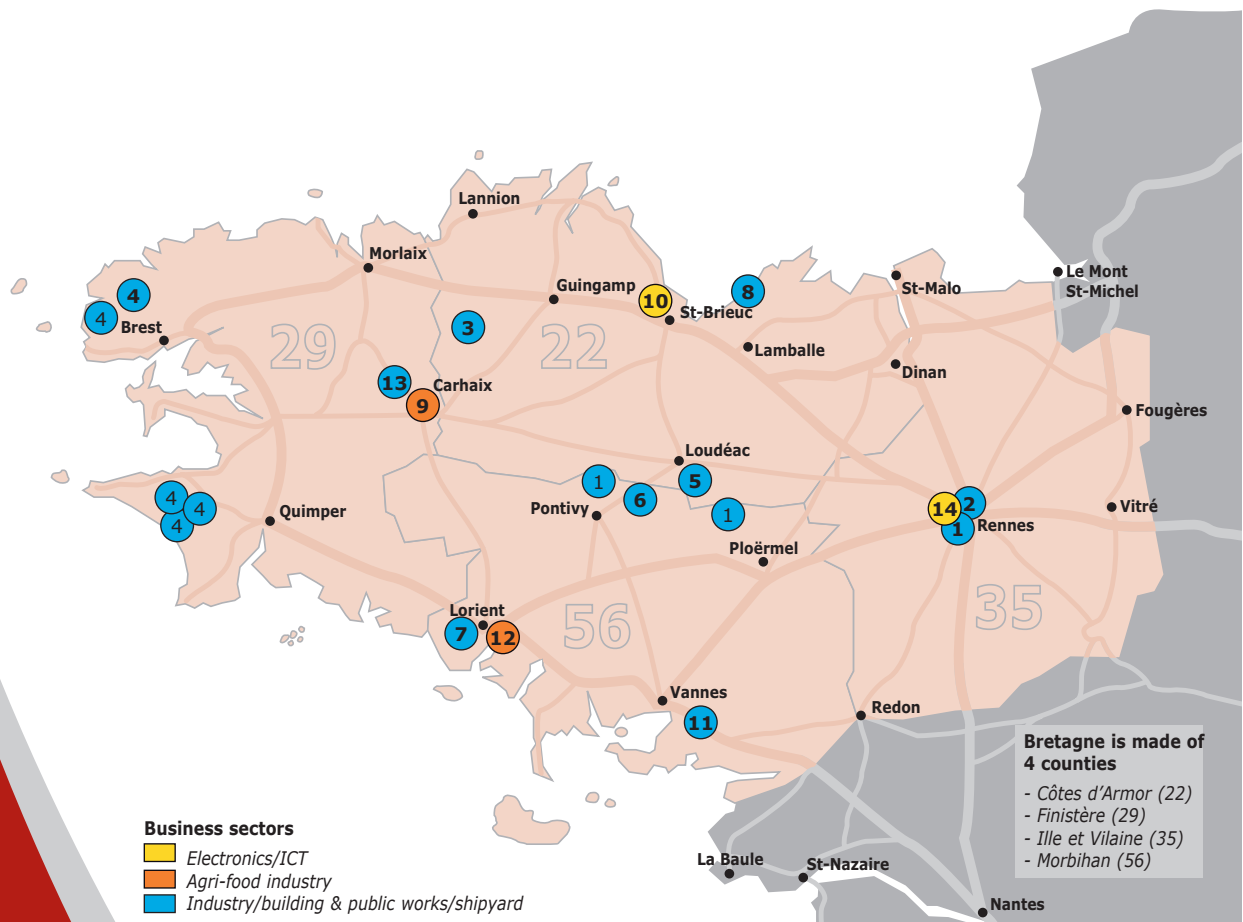 Lannion
Morlaix
Le Mont
St-Michel
St-Malo
Guingamp
4
8
10
4
St-Brieuc
3
Brest
29
22
Lamballe
Dinan
13
Carhaix
9
Fougères
Loudéac
1
5
4
6
4
4
Quimper
Pontivy
1
14
2
1
Rennes
Vitré
Ploërmel
Lorient
7
12
56
35
Vannes
11
Redon
Bretagne is made of
4 counties
- Côtes d'Armor (22)
- Finistère (29)
- Ille et Vilaine (35)
- Morbihan (56)
Business sectors
Electronics/ICT
Agri-food industry
Industry/building & public works/shipyard
La Baule
St-Nazaire
Nantes